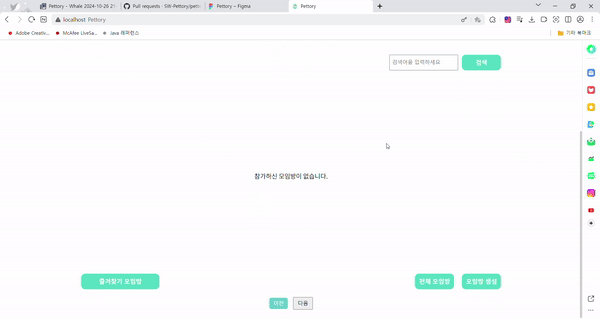 Pettory - Whale 2024-10-26 21
Pull requests · SW-Pettory/pett
Pettory – Figma
Pettory
localhost Pettory
Adobe Creativ...
McAfee LiveSa...
Java 레퍼런스
기타 북마크
검색어를 입력하세요
검색
참가하신 모임방이 없습니다.
즐겨찾기 모임방
전체 모임방
모임방 생성
이전
다음